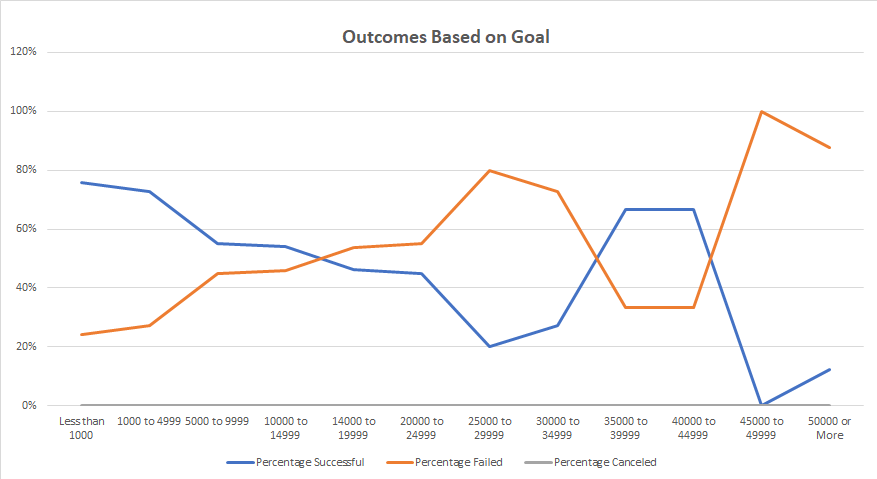 Outcomes Based on Goal
120%
100%
80%
60%
40%
20%
0%
Less than
1000
1000 to 4999
5000 to 9999
10000 to
14999
14000 to
19999
20000 to
24999
25000 to
29999
30000 to
34999
35000 to
39999
40000 to
44999
45000 to
49999
50000 or
More
Percentage Successful
Percentage Failed
Percentage Canceled